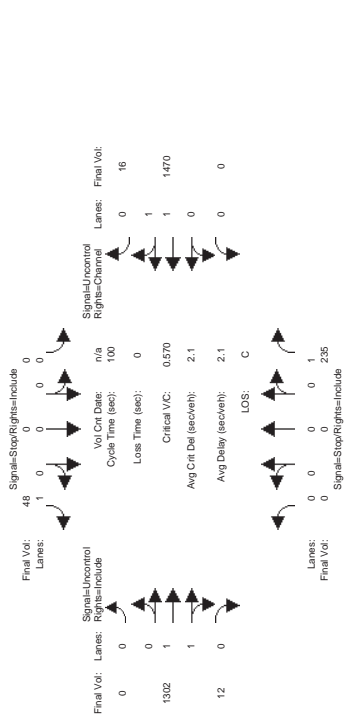 Signal=Stop/Rights=Include
Final Vol: 48 0 0
Lanes: 1 0 0 0 0
Signal=Uncontrol
Rights=Include
Final Vol: Lanes:
Vol Cnt Date: n/a
Cycle Time (sec): 100
Loss Time (sec): 0
Critical V/C: 0.570
Avg Crit Del (sec/veh): 2.1
Avg Delay (sec/veh): 2.1
LOS: C
Signal=Uncontrol
Rights=Channel
Lanes: Final Vol:
0 0
0
1302 1
1
12 0
0 16
1
1 1470
0
0 0
Lanes: 0 0 0 0 1
Final Vol: 0 0 235
Signal=Stop/Rights=Include